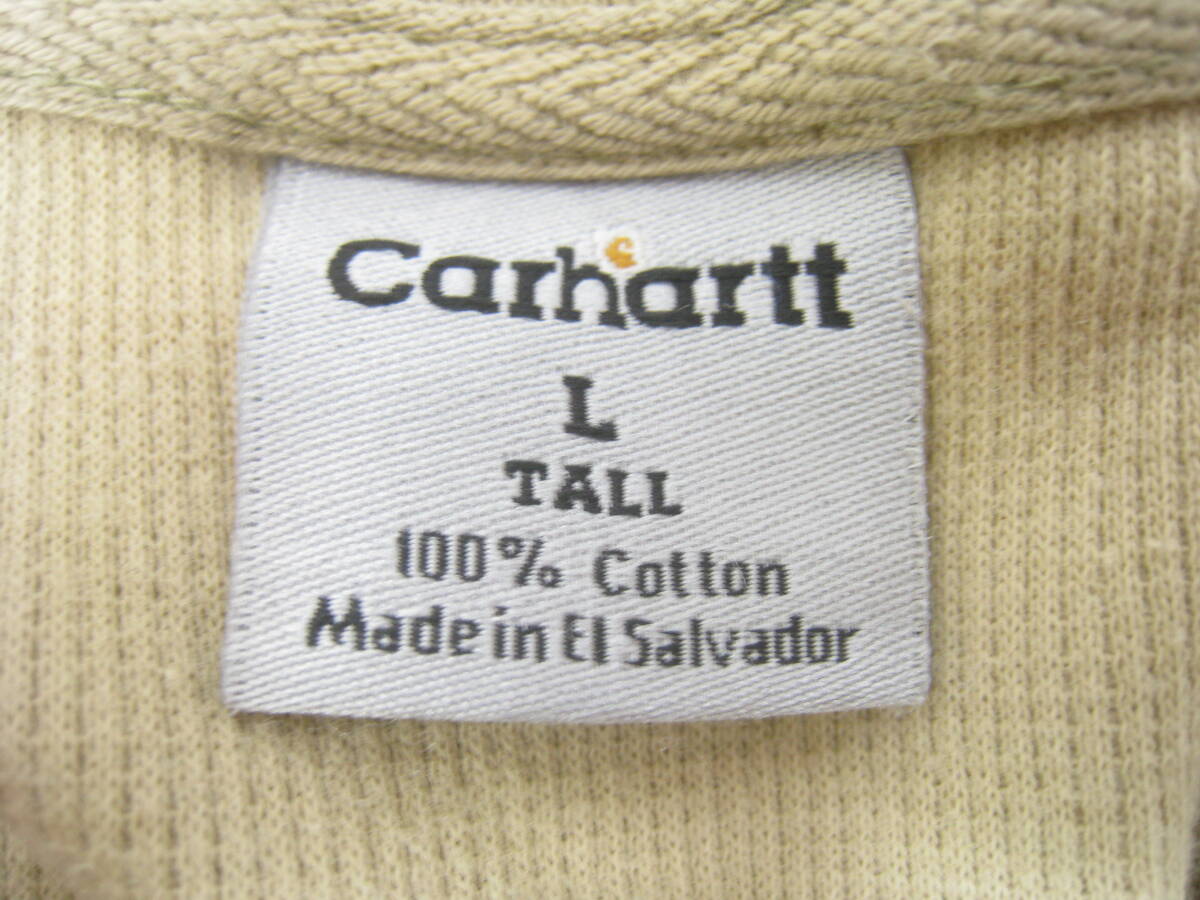 Carhartt
L
TALL
100% Cotton
Made in El Salvador